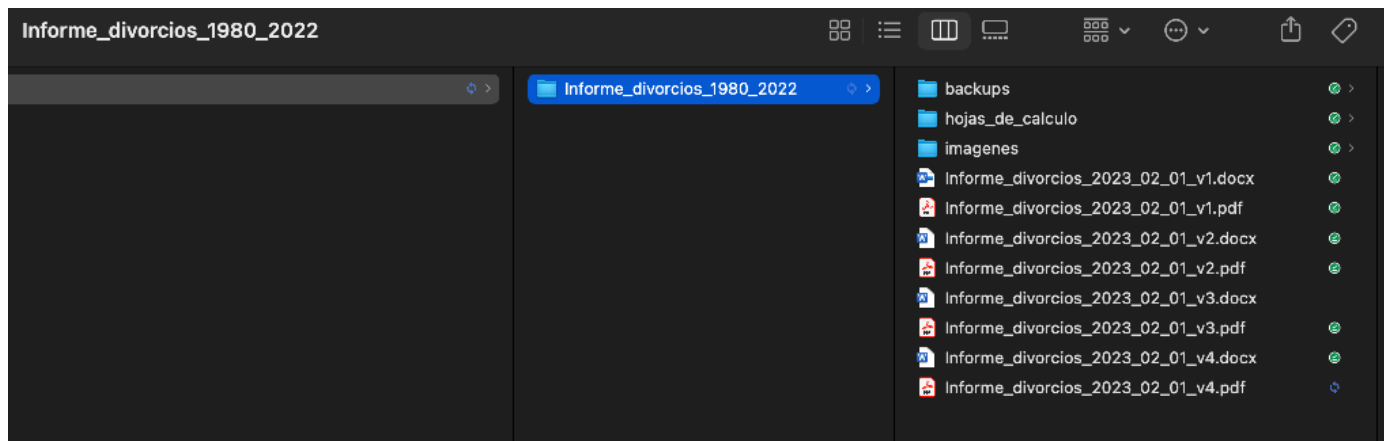 Informe_divorcios_1980_2022
Informe_divorcios_1980_2022
backups
hojas_de_calculo
imagenes
Informe_divorcios_2023_02_01_v1.docx
Informe_divorcios_2023_02_01_v1.pdf
Informe_divorcios_2023_02_01_v2.docx
Informe_divorcios_2023_02_01_v2.pdf
Informe_divorcios_2023_02_01_v3.docx
Informe_divorcios_2023_02_01_v3.pdf
Informe_divorcios_2023_02_01_v4.docx
Informe_divorcios_2023_02_01_v4.pdf